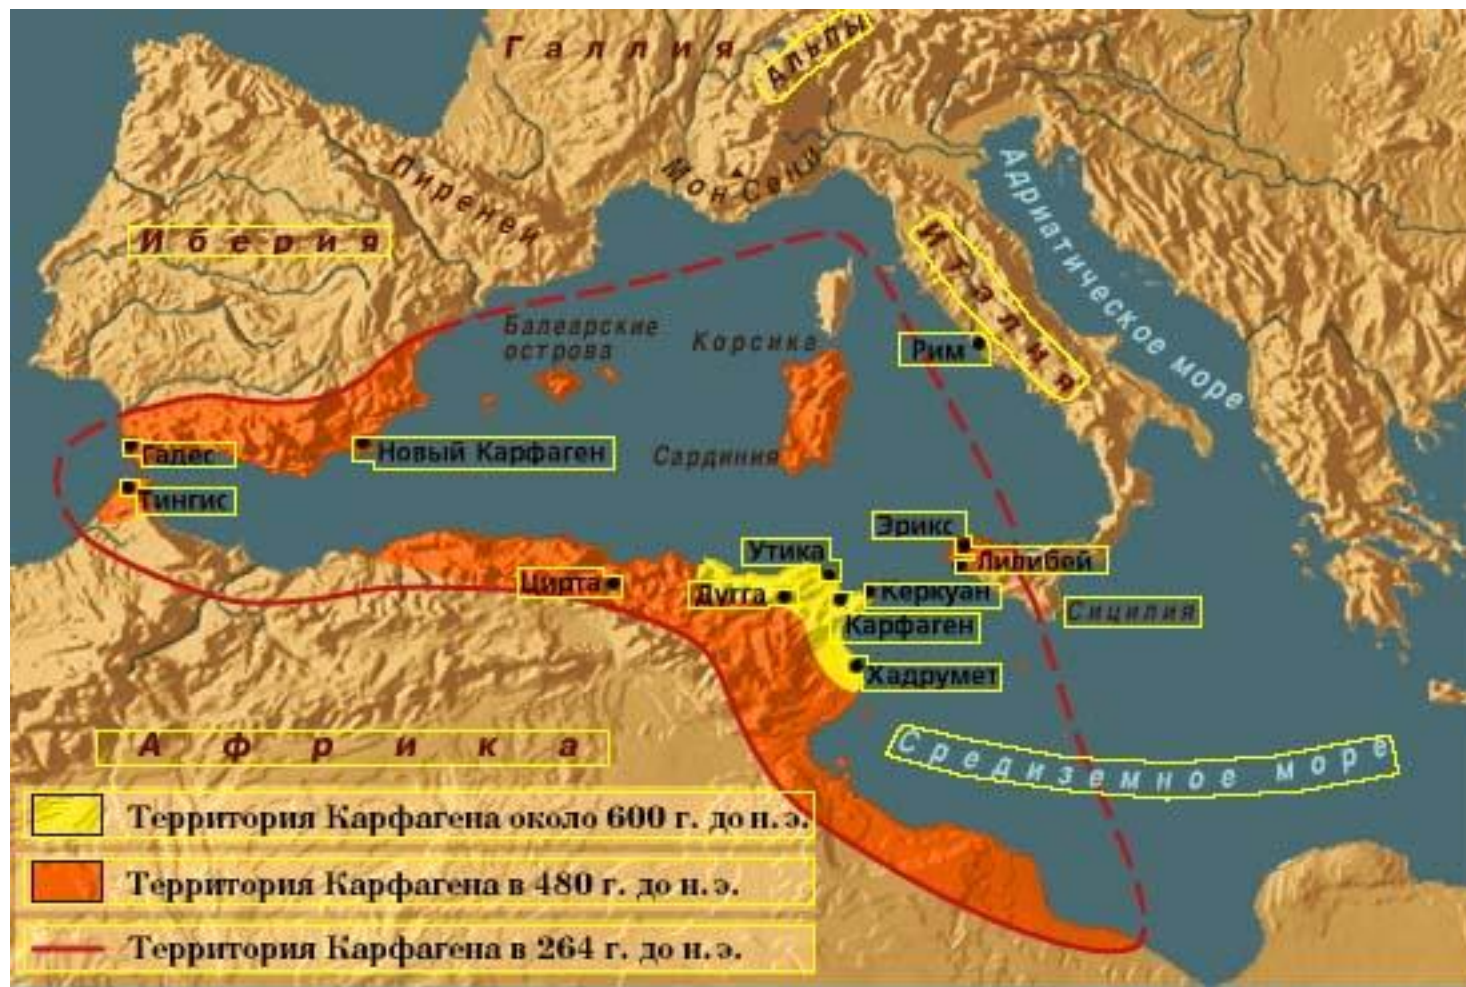 Галлия
Альпы
Мон-Сени
Пиренеи
Иберия
Адриатическое море
Италия
Балеарские
острова
Корсика
Рим
Гадес
Новый Карфаген
Сардиния
Тингис
Эрикс
Утика
Лилибей
Цирта
Дугга
Керкуан
Сицилия
Карфаген
Хадрумет
Африка
Средиземное море
Территория Карфагена около 600 г. до н. э.
Территория Карфагена в 480 г. до н. э.
Территория Карфагена в 264 г. до н. э.